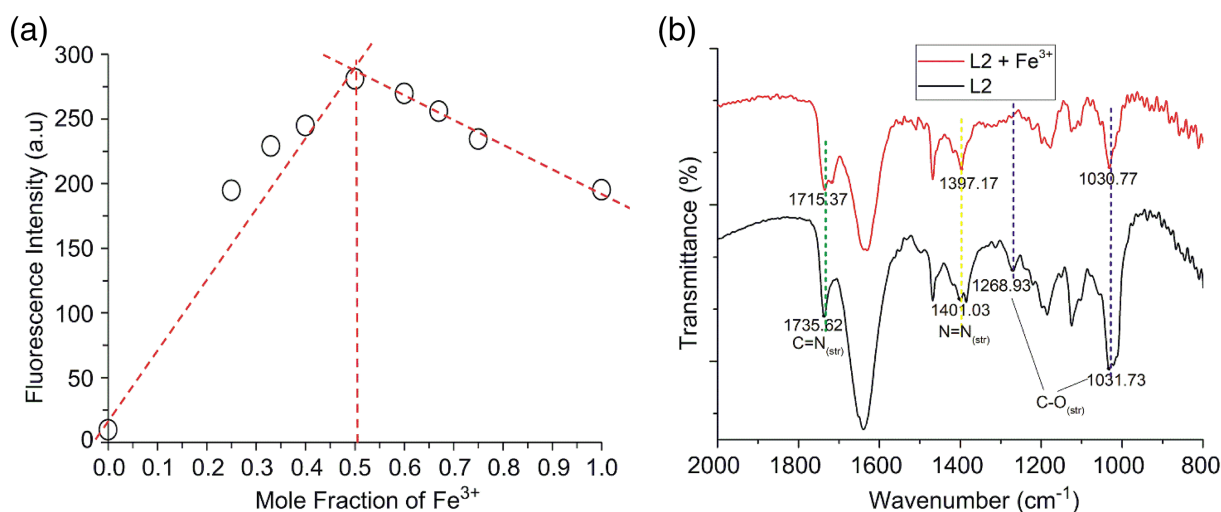 (a)
300
250
200
150
100
50
0
Fluorescence Intensity (a.u)
0.0 0.1 0.2 0.3 0.4 0.5 0.6 0.7 0.8 0.9 1.0
Mole Fraction of Fe³⁺
(b)
L2 + Fe³⁺
L2
1715.37
1397.17
1030.77
1735.62
C=N(str)
1401.03
N=N(str)
1268.93
1031.73
C-O(str)
Transmittance (%)
2000 1800 1600 1400 1200 1000 800
Wavenumber (cm⁻¹)